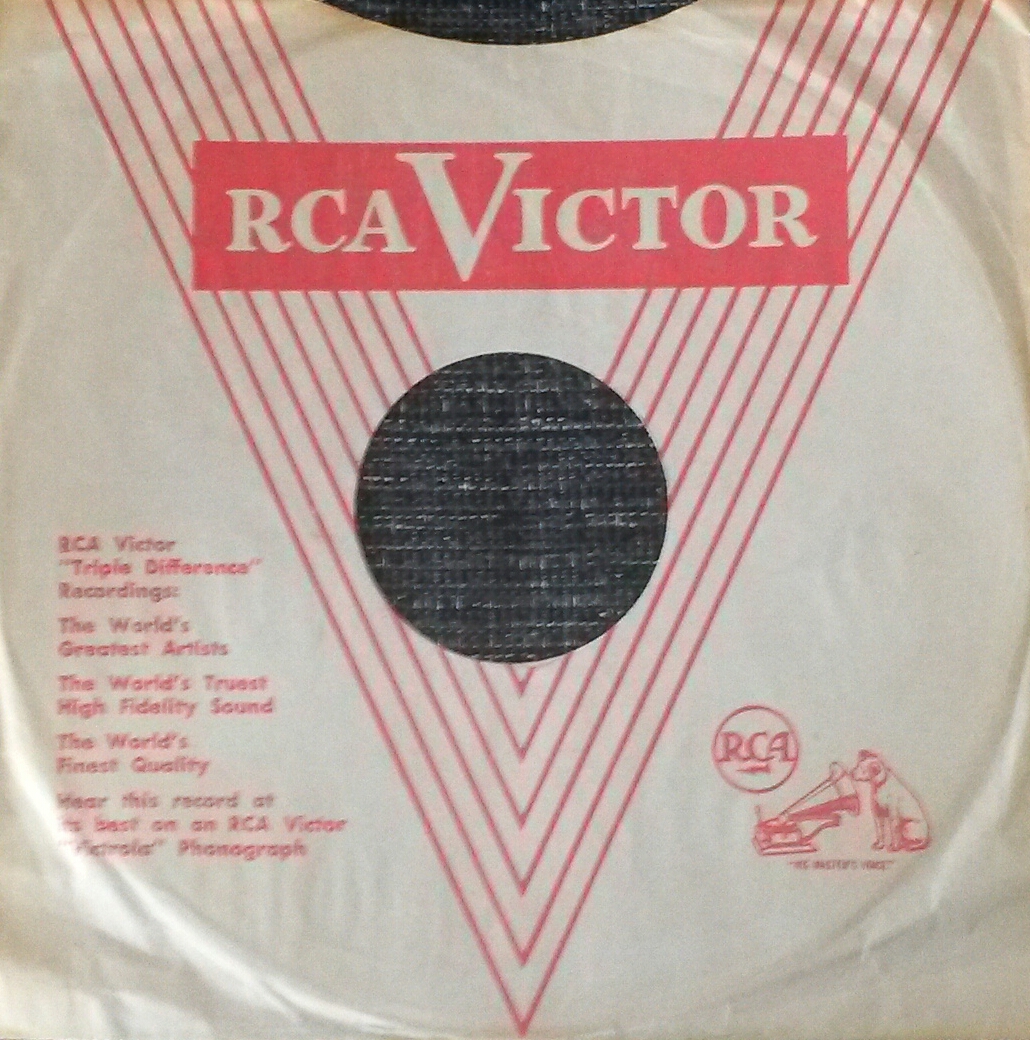 RCA VICTOR
RCA Victor
"Triple Difference"
Recordings:
The World's
Greatest Artists
The World's Truest
High Fidelity Sound
The World's
Finest Quality
Hear this record at
its best on an RCA Victor
"Victrola" Phonograph
RCA
"HIS MASTER'S VOICE"